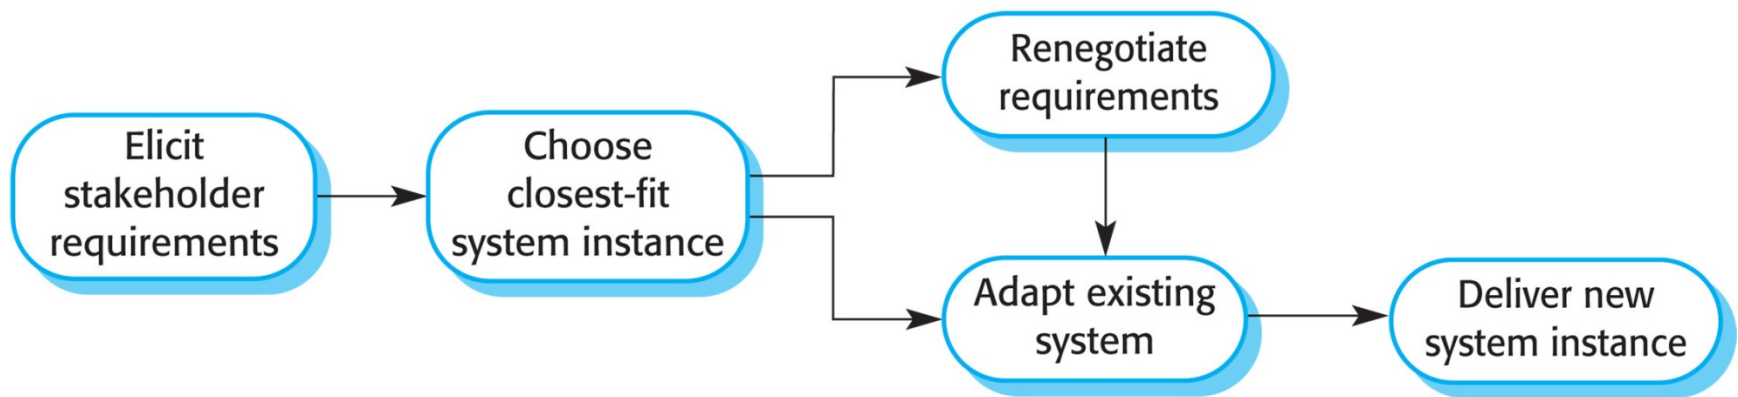 Elicit
stakeholder
requirements
Choose
closest-fit
system instance
Renegotiate
requirements
Adapt existing
system
Deliver new
system instance